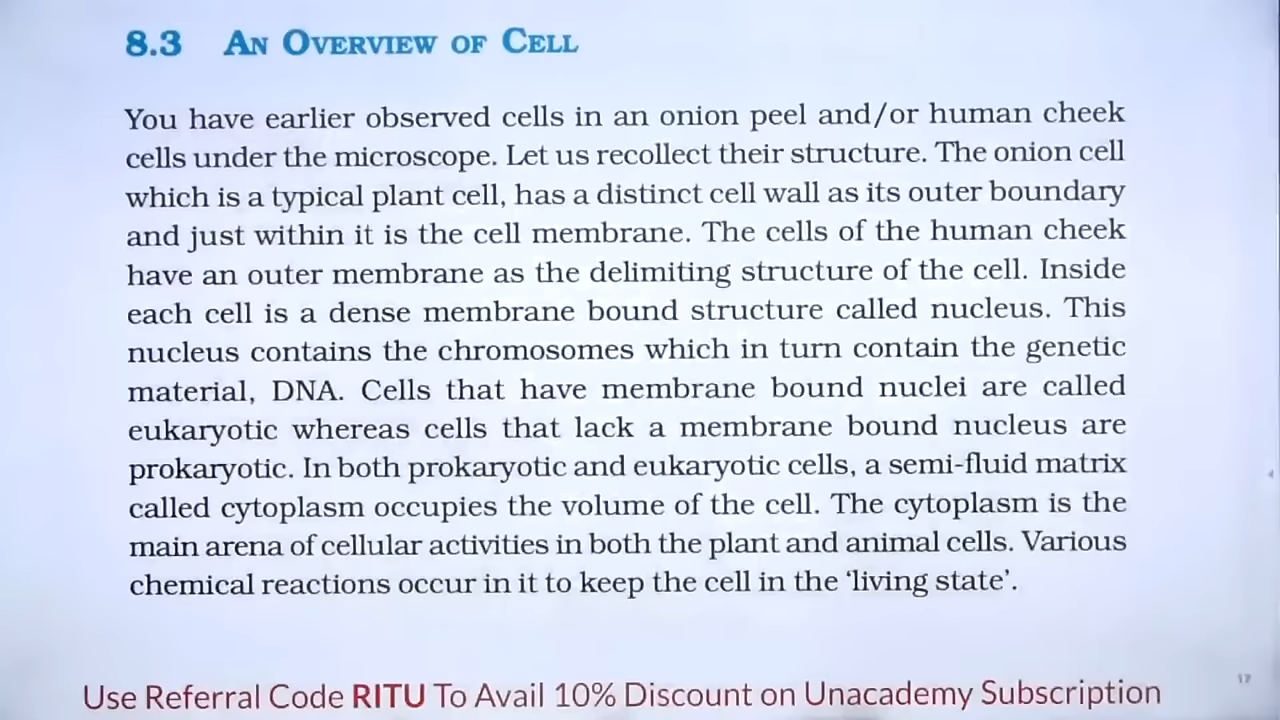 8.3 AN OVERVIEW OF CELL
You have earlier observed cells in an onion peel and/or human cheek
cells under the microscope. Let us recollect their structure. The onion cell
which is a typical plant cell, has a distinct cell wall as its outer boundary
and just within it is the cell membrane. The cells of the human cheek
have an outer membrane as the delimiting structure of the cell. Inside
each cell is a dense membrane bound structure called nucleus. This
nucleus contains the chromosomes which in turn contain the genetic
material, DNA. Cells that have membrane bound nuclei are called
eukaryotic whereas cells that lack a membrane bound nucleus are
prokaryotic. In both prokaryotic and eukaryotic cells, a semi-fluid matrix
called cytoplasm occupies the volume of the cell. The cytoplasm is the
main arena of cellular activities in both the plant and animal cells. Various
chemical reactions occur in it to keep the cell in the ‘living state’.
Use Referral Code RITU To Avail 10% Discount on Unacademy Subscription